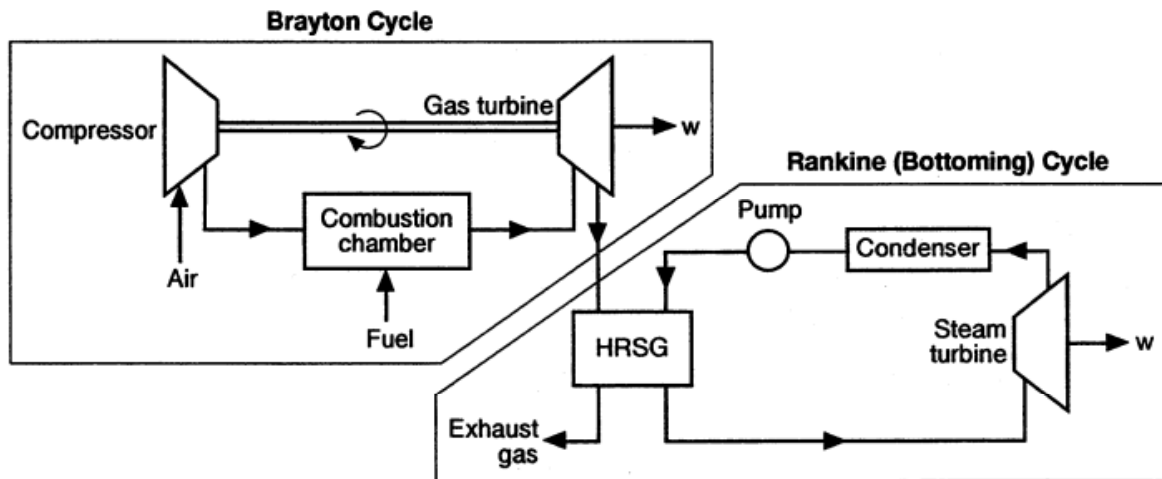 Brayton Cycle
Gas turbine
Compressor
w
Rankine (Bottoming) Cycle
Combustion
chamber
Pump
Condenser
Air
Fuel
HRSG
Steam
turbine
w
Exhaust
gas